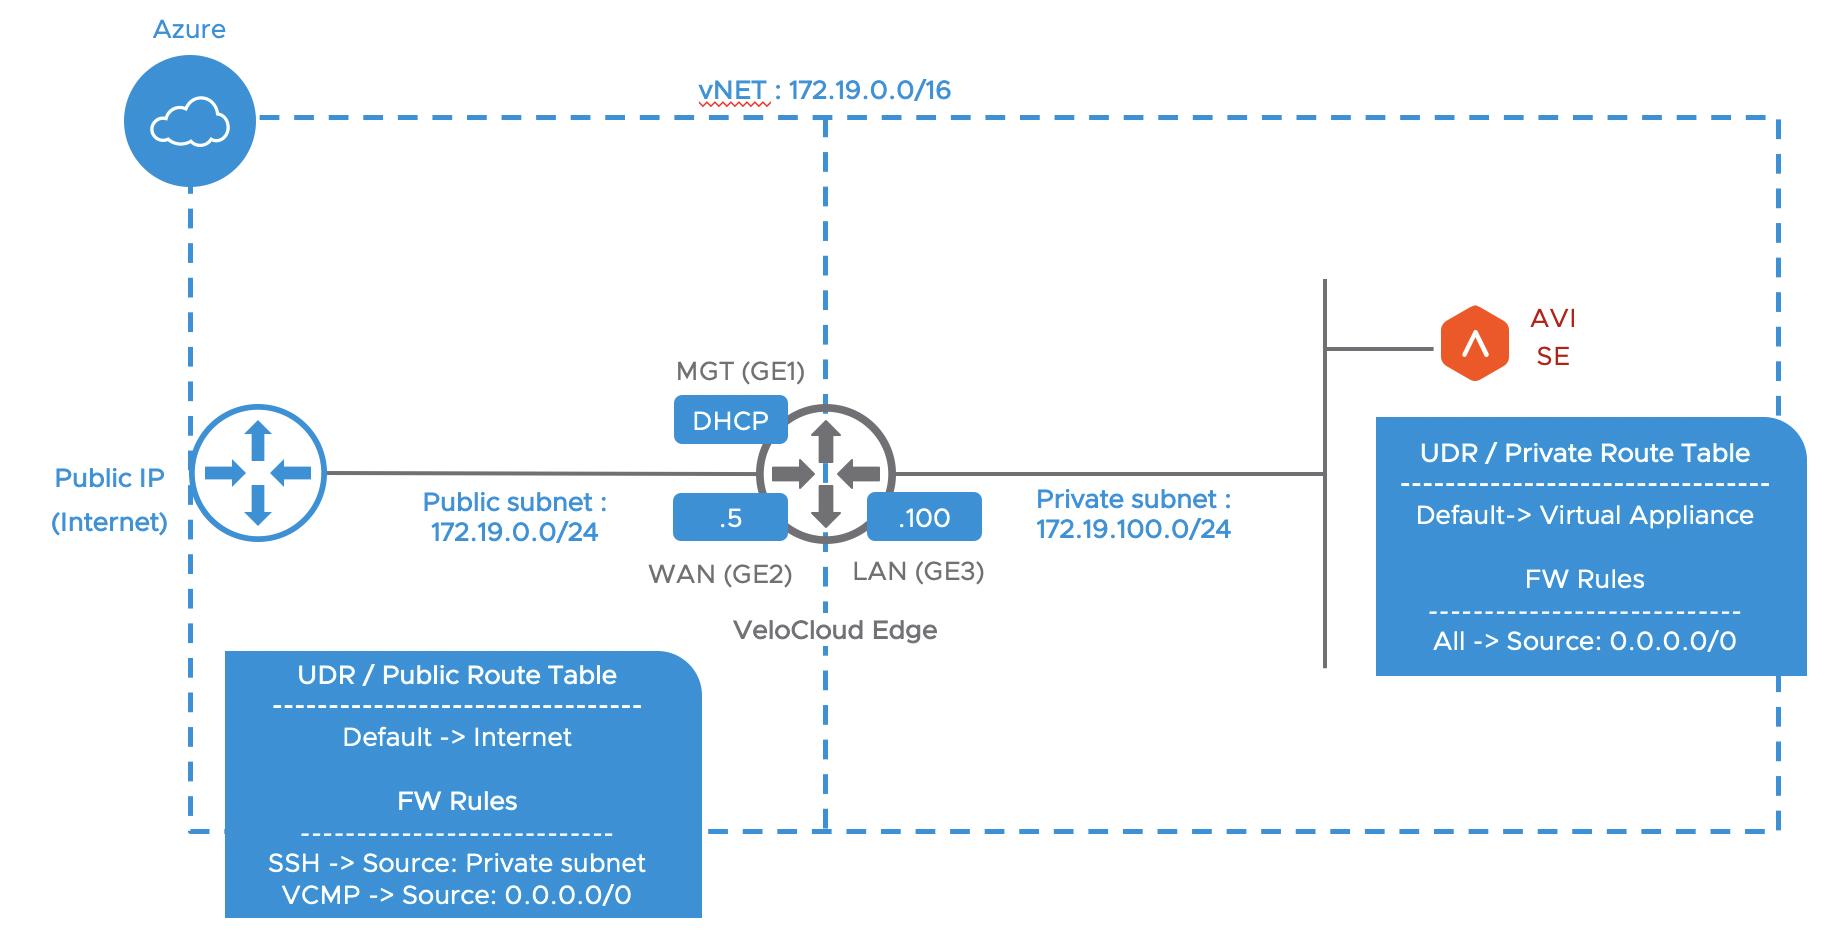 Azure
vNET : 172.19.0.0/16
AVI
SE
MGT (GE1)
DHCP
Public IP
(Internet)
Public subnet :
172.19.0.0/24
.5
.100
Private subnet :
172.19.100.0/24
WAN (GE2)
LAN (GE3)
VeloCloud Edge
UDR / Private Route Table
----------------------------------
Default-> Virtual Appliance
FW Rules
----------------------------
All -> Source: 0.0.0.0/0
UDR / Public Route Table
---------------------------------
Default -> Internet
FW Rules
----------------------------
SSH -> Source: Private subnet
VCMP -> Source: 0.0.0.0/0